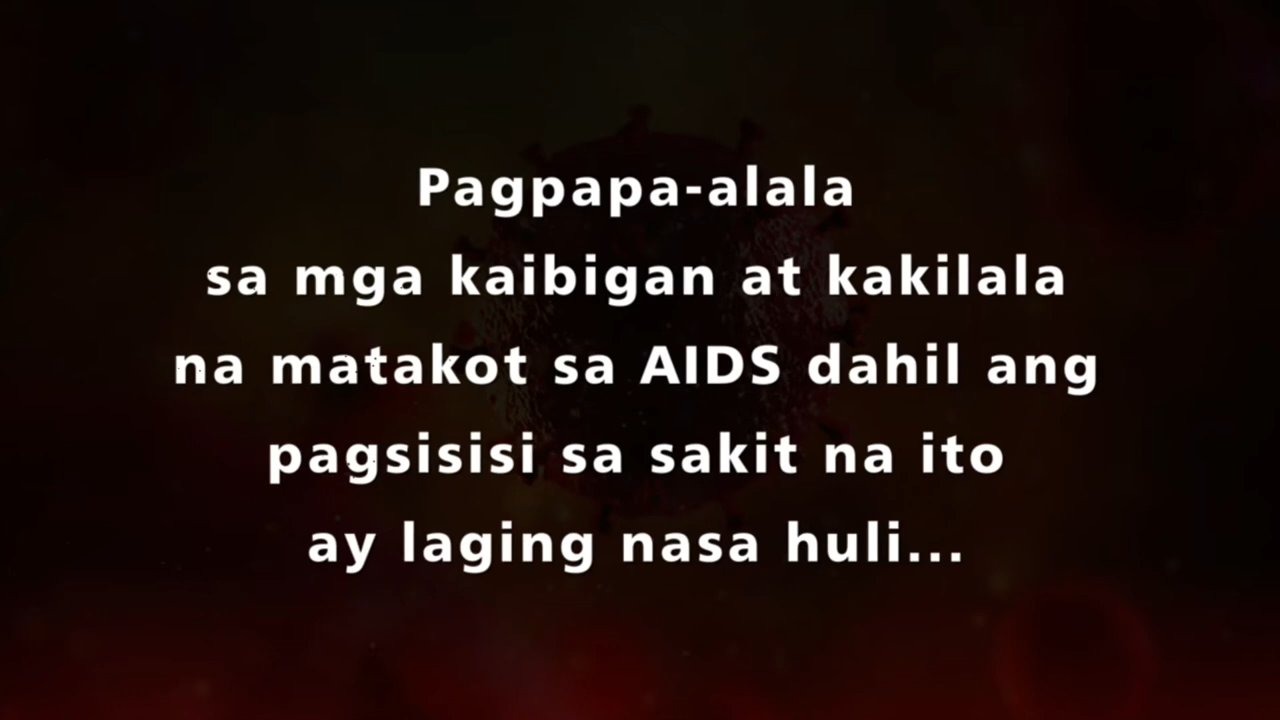 Pagpapa-alala
sa mga kaibigan at kakilala
na matakot sa AIDS dahil ang
pagsisisi sa sakit na ito
ay laging nasa huli...